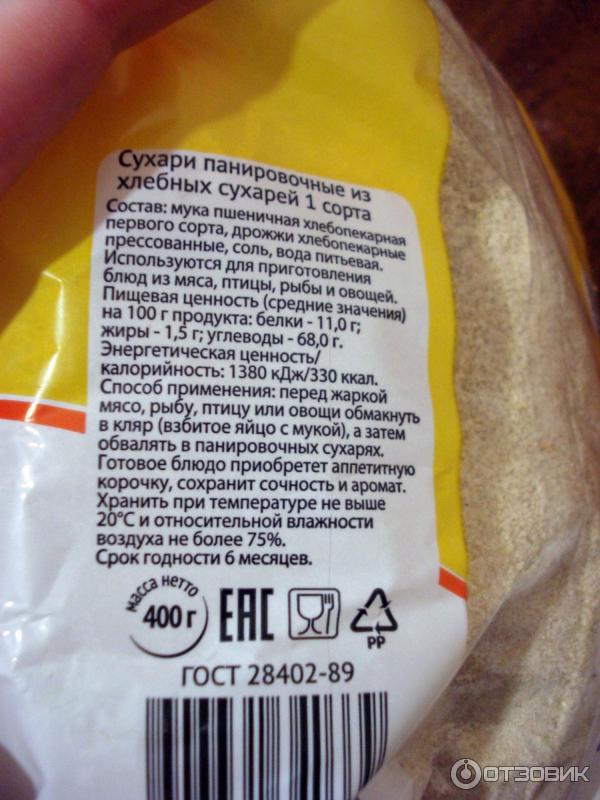 Сухари панировочные из
хлебных сухарей 1 сорта
Состав: мука пшеничная хлебопекарная
первого сорта, дрожжи хлебопекарные
прессованные, соль, вода питьевая.
Используются для приготовления
блюд из мяса, птицы, рыбы и овощей.
Пищевая ценность (средние значения)
на 100 г продукта: белки - 11,0 г;
жиры - 1,5 г; углеводы - 68,0 г.
Энергетическая ценность/
калорийность: 1380 кДж/330 ккал.
Способ применения: перед жаркой
мясо, рыбу, птицу или овощи обмакнуть
в кляр (взбитое яйцо с мукой), а затем
обвалять в панировочных сухарях.
Готовое блюдо приобретет аппетитную
корочку, сохранит сочность и аромат.
Хранить при температуре не выше
20°С и относительной влажности
воздуха не более 75%.
Срок годности 6 месяцев.
масса нетто
400 г
ЕАС
PP
ГОСТ 28402-89
ОТЗОВИК